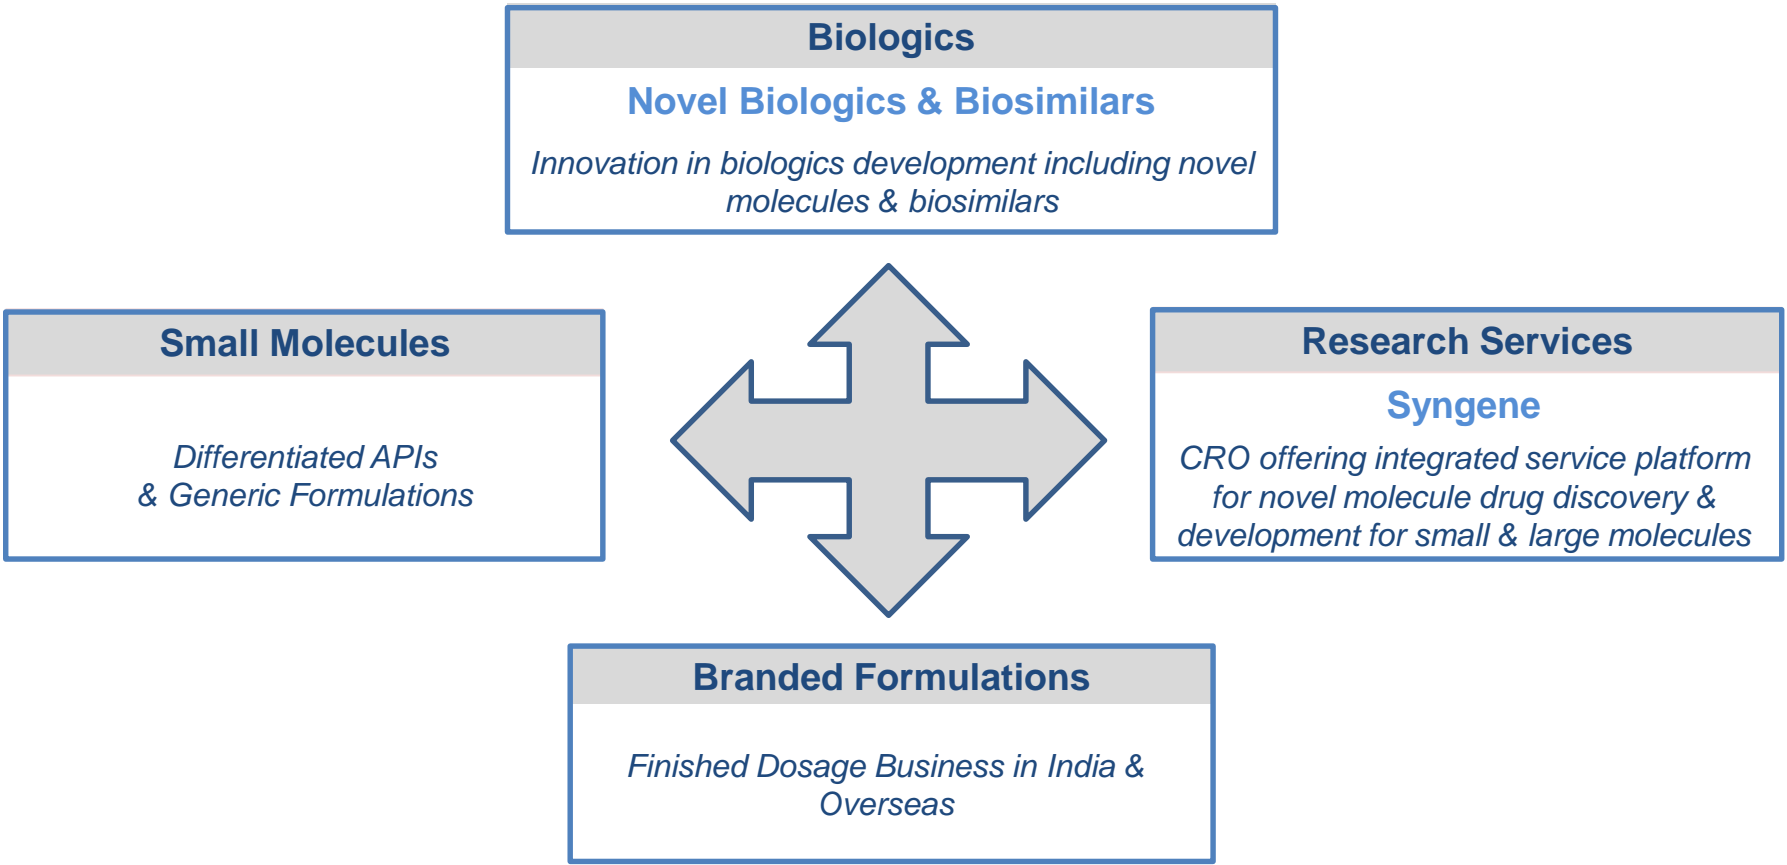 Biologics
Novel Biologics & Biosimilars
Innovation in biologics development including novel
molecules & biosimilars
Small Molecules
Differentiated APIs
& Generic Formulations
Research Services
Syngene
CRO offering integrated service platform
for novel molecule drug discovery &
development for small & large molecules
Branded Formulations
Finished Dosage Business in India &
Overseas